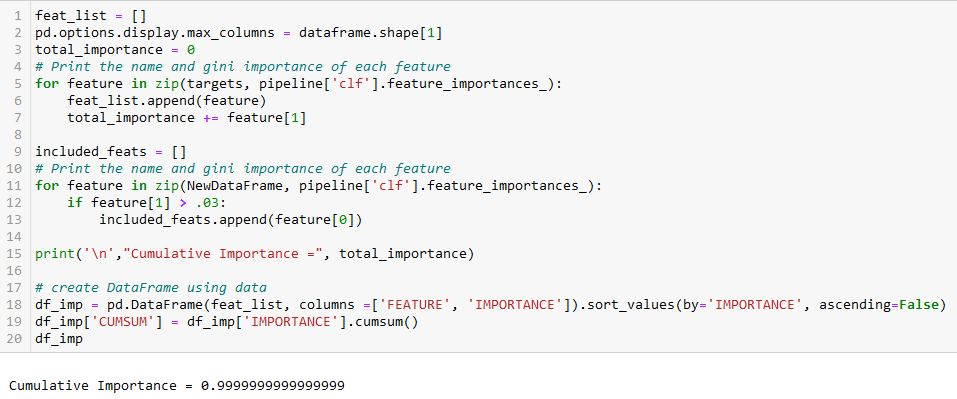 1 feat_list = []
2 pd.options.display.max_columns = dataframe.shape[1]
3 total_importance = 0
4 # Print the name and gini importance of each feature
5 for feature in zip(targets, pipeline['clf'].feature_importances_):
6     feat_list.append(feature)
7     total_importance += feature[1]
8
9 included_feats = []
10 # Print the name and gini importance of each feature
11 for feature in zip(NewDataFrame, pipeline['clf'].feature_importances_):
12     if feature[1] > .03:
13         included_feats.append(feature[0])
14
15 print('\n',"Cumulative Importance =", total_importance)
16
17 # create DataFrame using data
18 df_imp = pd.DataFrame(feat_list, columns =['FEATURE', 'IMPORTANCE']).sort_values(by='IMPORTANCE', ascending=False)
19 df_imp['CUMSUM'] = df_imp['IMPORTANCE'].cumsum()
20 df_imp
Cumulative Importance = 0.9999999999999999